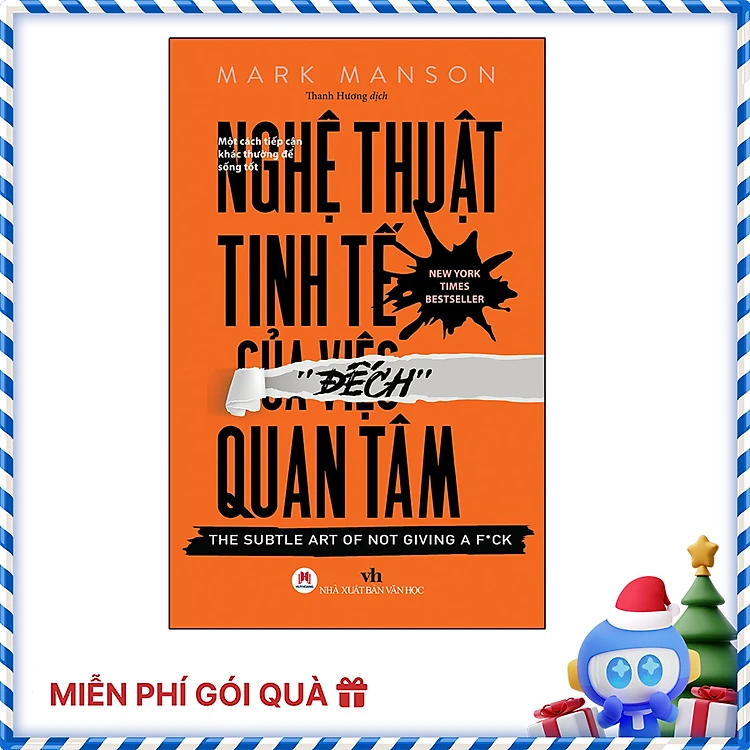 MARK MANSON
Thanh Hương dịch
Một cách tiếp cận
khác thường để
sống tốt
NGHỆ THUẬT
TINH TẾ
NEW YORK
TIMES
BESTSELLER
CỦA VIỆC
"ĐẾCH"
QUAN TÂM
THE SUBTLE ART OF NOT GIVING A F*CK
HUYHOANG
vh
NHÀ XUẤT BẢN VĂN HỌC
MIỄN PHÍ GÓI QUÀ